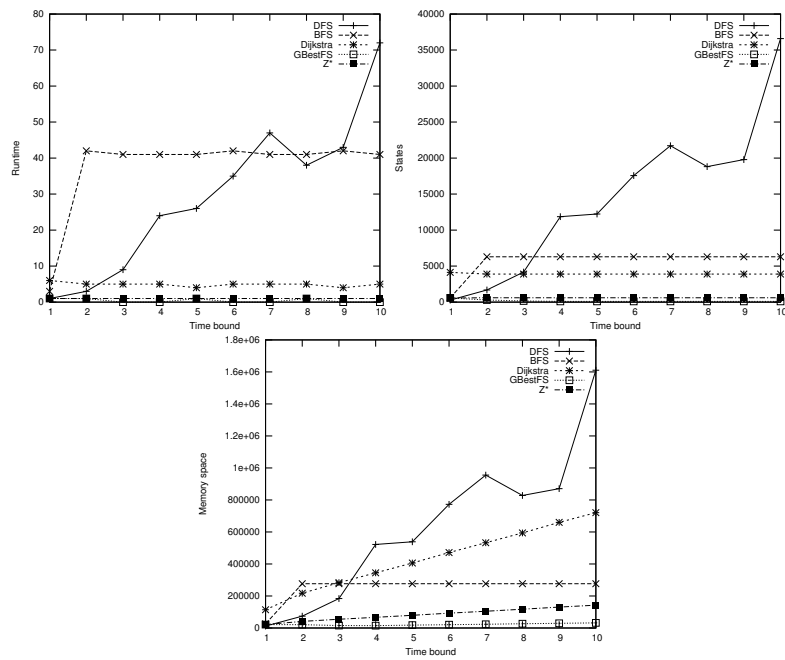 80
70
60
50
40
30
20
10
0
Runtime
1 2 3 4 5 6 7 8 9 10
Time bound
DFS
BFS
Dijkstra
GBestFS
Z*
40000
35000
30000
25000
20000
15000
10000
5000
0
States
1 2 3 4 5 6 7 8 9 10
Time bound
DFS
BFS
Dijkstra
GBestFS
Z*
1.8e+06
1.6e+06
1.4e+06
1.2e+06
1e+06
800000
600000
400000
200000
0
Memory space
1 2 3 4 5 6 7 8 9 10
Time bound
DFS
BFS
Dijkstra
GBestFS
Z*